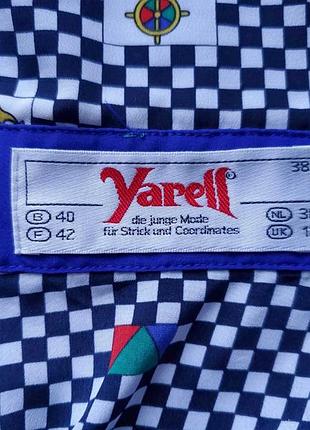 38
Yarell
die junge Mode
für Strick und Coordinates
B 40
F 42
NL
UK